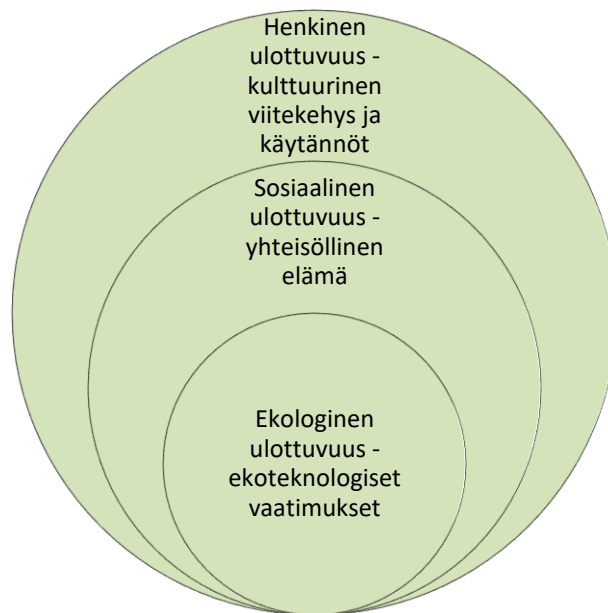 Henkinen
ulottuvuus -
kulttuurinen
viitekehys ja
käytännöt
Sosiaalinen
ulottuvuus -
yhteisöllinen
elämä
Ekologinen
ulottuvuus -
ekoteknologiset
vaatimukset